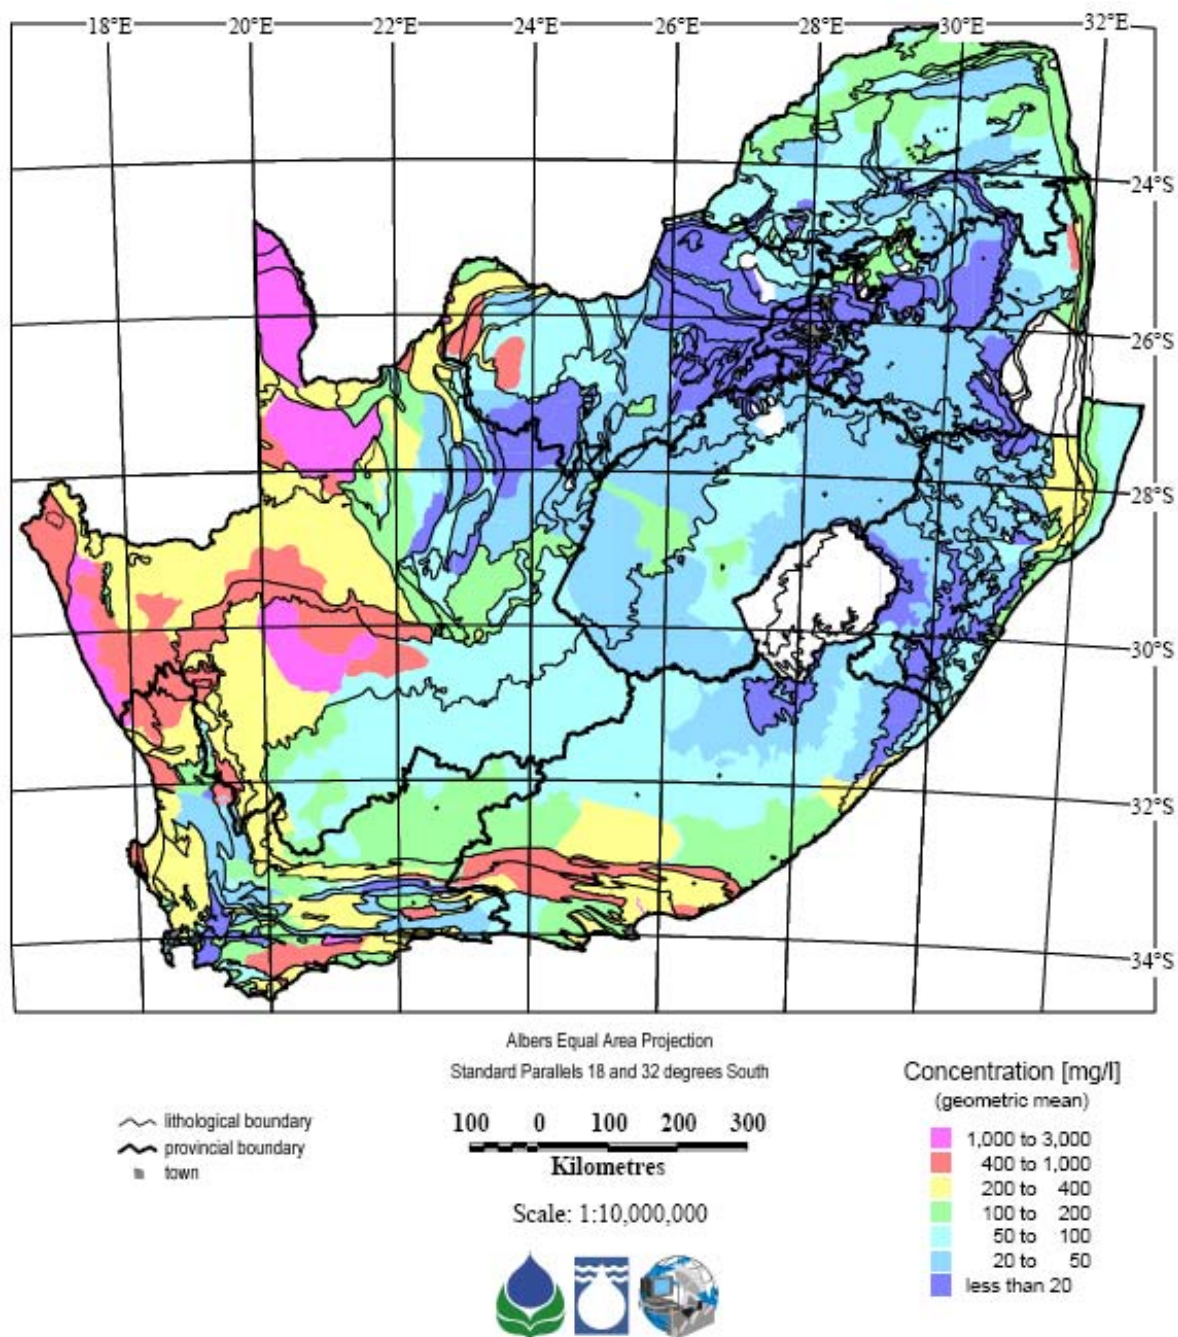 18°E 20°E 22°E 24°E 26°E 28°E 30°E 32°E
24°S
26°S
28°S
30°S
32°S
34°S
Albers Equal Area Projection
Standard Parallels 18 and 32 degrees South
lithological boundary
provincial boundary
town
100 0 100 200 300
Kilometres
Scale: 1:10,000,000
Concentration [mg/l]
(geometric mean)
1,000 to 3,000
400 to 1,000
200 to 400
100 to 200
50 to 100
20 to 50
less than 20